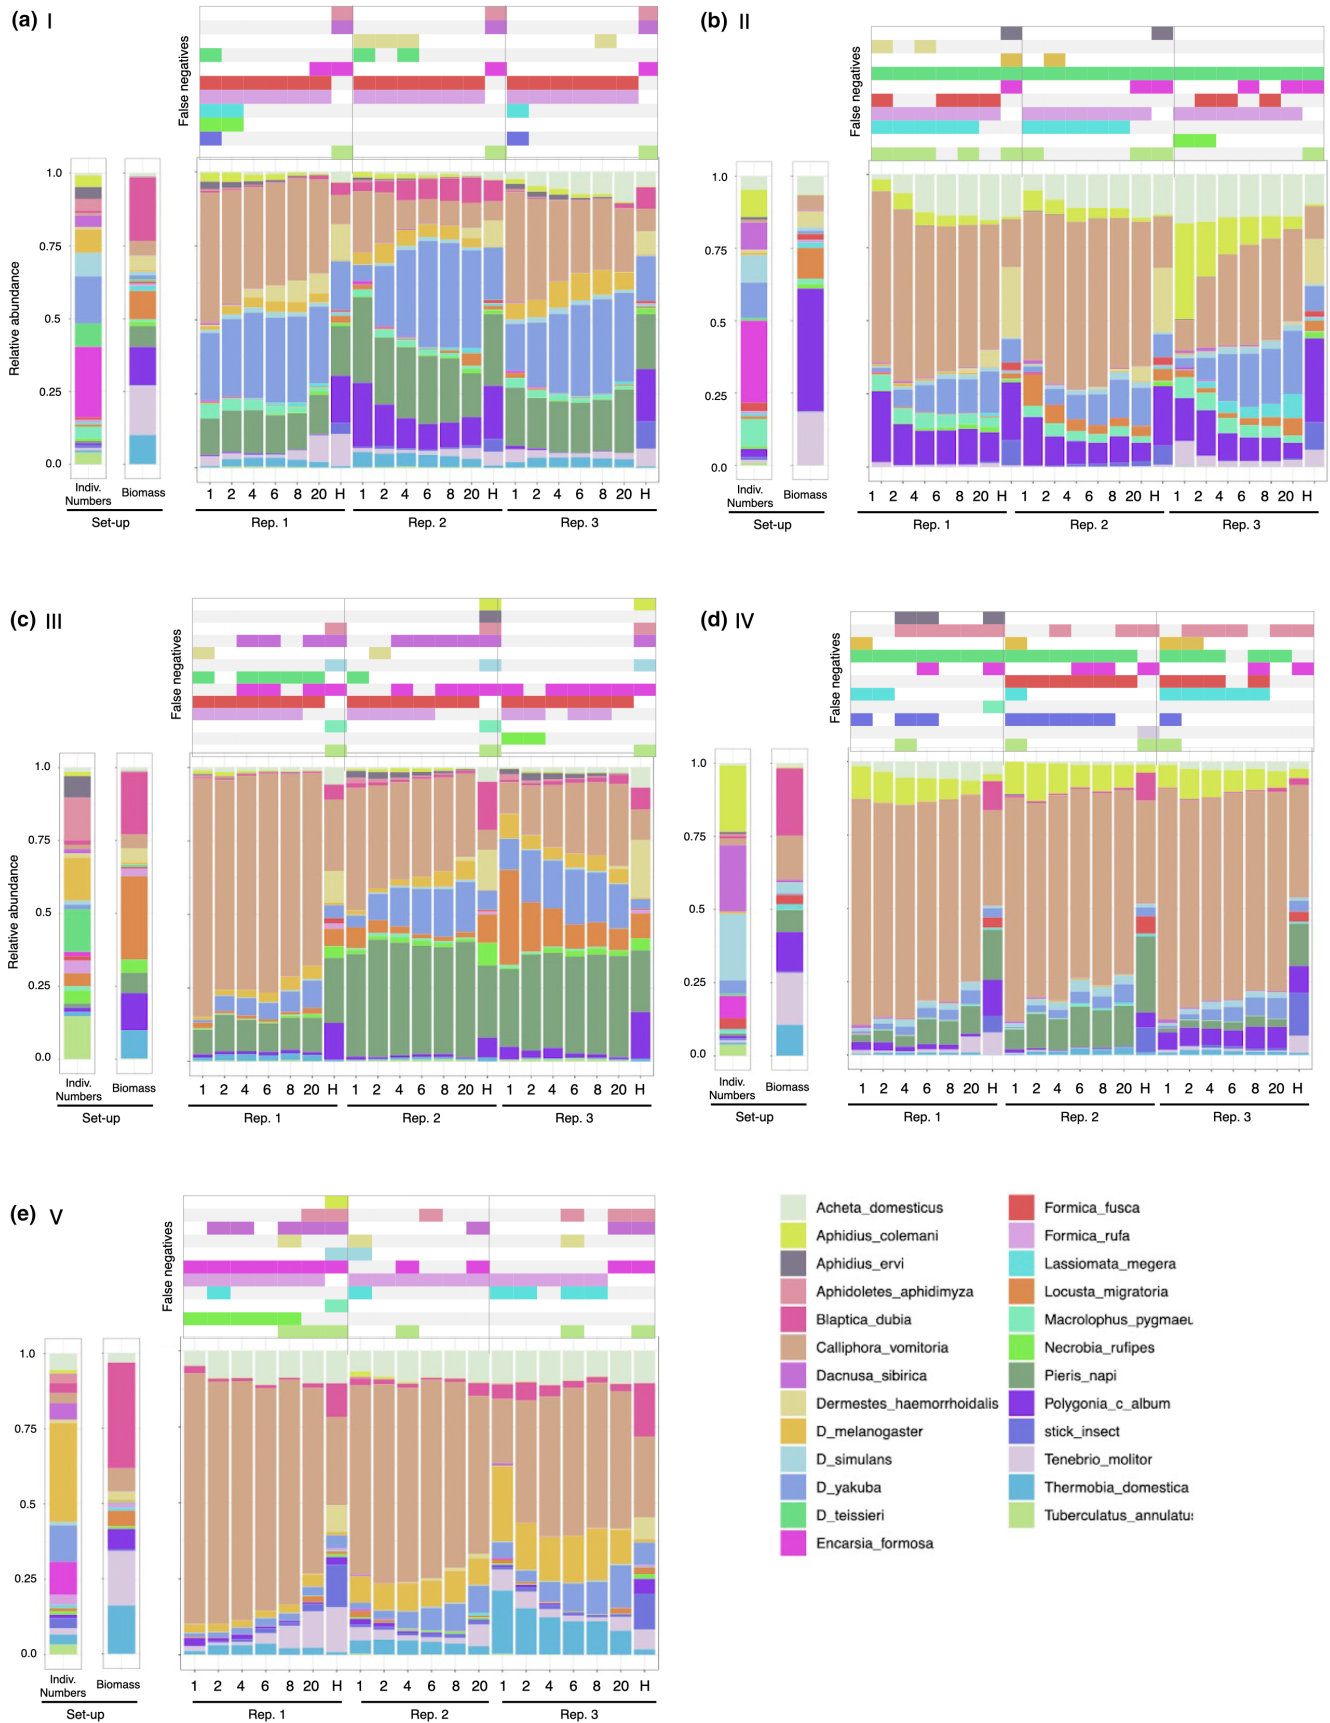 (a) I
False negatives
Relative abundance
1.0
0.75
0.5
0.25
0.0
Indiv. Numbers
Biomass
Set-up
1 2 4 6 8 20 H 1 2 4 6 8 20 H 1 2 4 6 8 20 H
Rep. 1 Rep. 2 Rep. 3
(b) II
False negatives
1.0
0.75
0.5
0.25
0.0
Indiv. Numbers
Biomass
Set-up
1 2 4 6 8 20 H 1 2 4 6 8 20 H 1 2 4 6 8 20 H
Rep. 1 Rep. 2 Rep. 3
(c) III
False negatives
Relative abundance
1.0
0.75
0.5
0.25
0.0
Indiv. Numbers
Biomass
Set-up
1 2 4 6 8 20 H 1 2 4 6 8 20 H 1 2 4 6 8 20 H
Rep. 1 Rep. 2 Rep. 3
(d) IV
False negatives
1.0
0.75
0.5
0.25
0.0
Indiv. Numbers
Biomass
Set-up
1 2 4 6 8 20 H 1 2 4 6 8 20 H 1 2 4 6 8 20 H
Rep. 1 Rep. 2 Rep. 3
(e) V
False negatives
1.0
0.75
0.5
0.25
0.0
Indiv. Numbers
Biomass
Set-up
1 2 4 6 8 20 H 1 2 4 6 8 20 H 1 2 4 6 8 20 H
Rep. 1 Rep. 2 Rep. 3
Acheta_domesticus
Aphidius_colemani
Aphidius_ervi
Aphidoletes_aphidimyza
Blaptica_dubia
Calliphora_vomitoria
Dacnusa_sibirica
Dermestes_haemorrhoidalis
D_melanogaster
D_simulans
D_yakuba
D_teissieri
Encarsia_formosa
Formica_fusca
Formica_rufa
Lassiomata_megera
Locusta_migratoria
Macrolophus_pygmaeu
Necrobia_rufipes
Pieris_napi
Polygonia_c_album
stick_insect
Tenebrio_molitor
Thermobia_domestica
Tuberculatus_annulatu